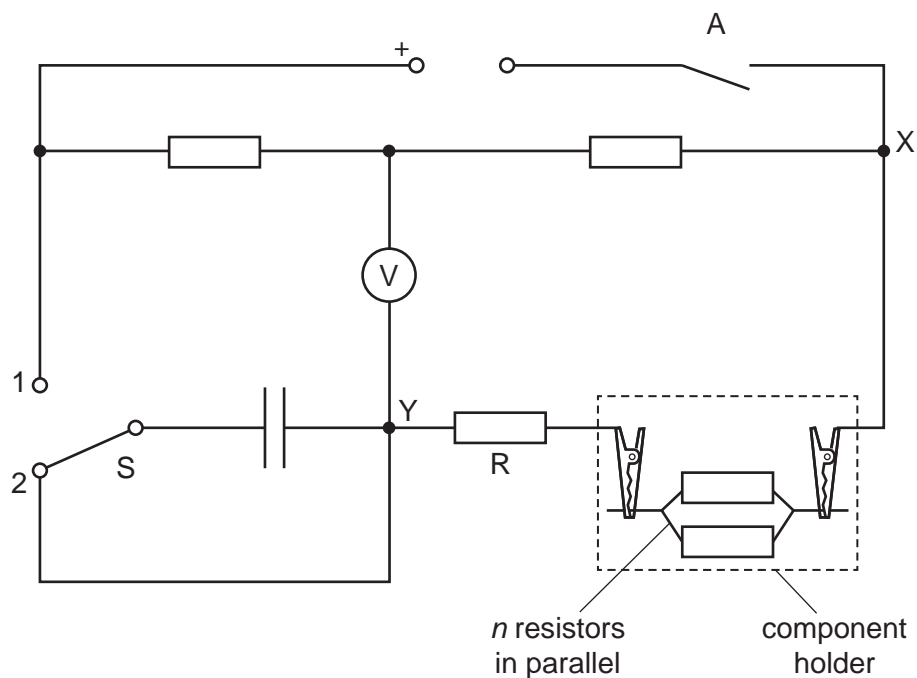 A
+
X
V
1
Y
S
R
2
n resistors
in parallel
component
holder